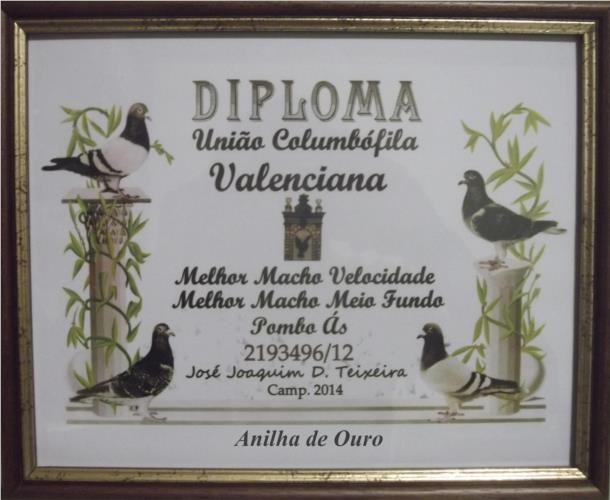 DIPLOMA
União Columbófila
Valenciana
Melhor Macho Velocidade
Melhor Macho Meio Fundo
Pombo Ás
2193496/12
José Joaquim D. Teixeira
Camp. 2014
Anilha de Ouro